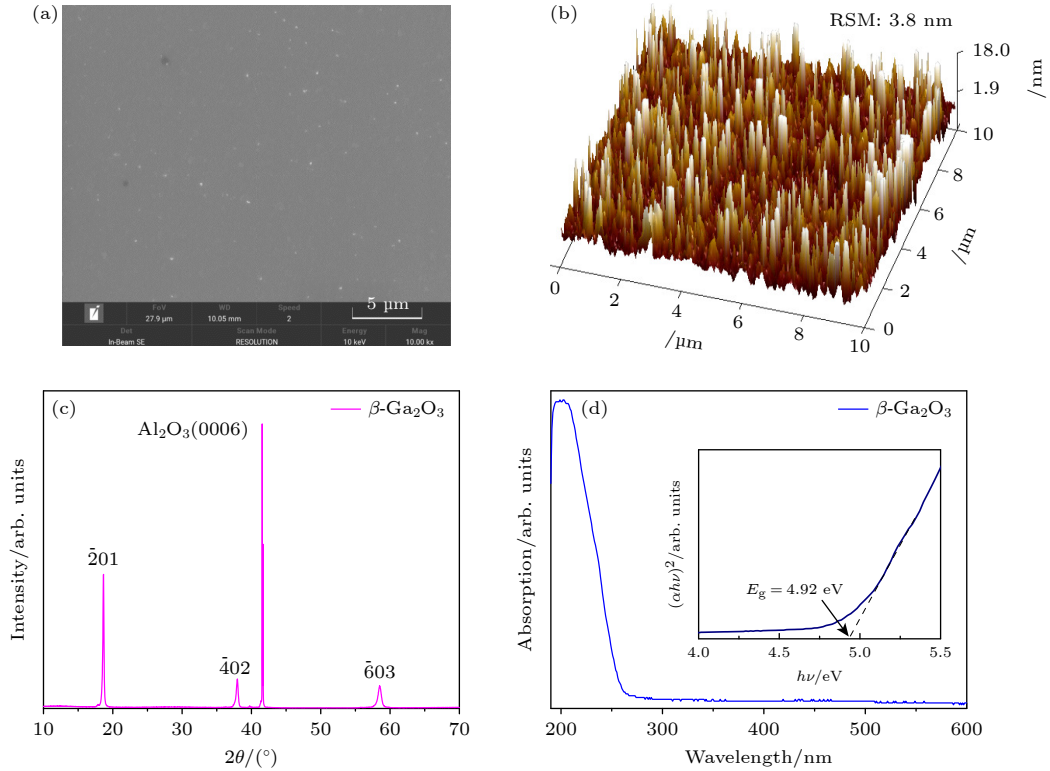 (a)
FoV
WD
Speed
27.9 µm
10.05 mm
2
5 µm
Det
Scan Mode
Energy
Mag
In-Beam SE
RESOLUTION
10 keV
10.00 kx
(b)
RSM: 3.8 nm
18.0
1.9
/nm
10
8
6
4
2
0
/µm
0
2
4
6
8
10
/µm
(c)
β-Ga₂O₃
Al₂O₃(0006)
2̄01
4̄02
6̄03
Intensity/arb. units
10 20 30 40 50 60 70
2θ/(°)
(d)
β-Ga₂O₃
Absorption/arb. units
200 300 400 500 600
Wavelength/nm
(αhν)²/arb. units
E_g = 4.92 eV
4.0 4.5 5.0 5.5
hν/eV